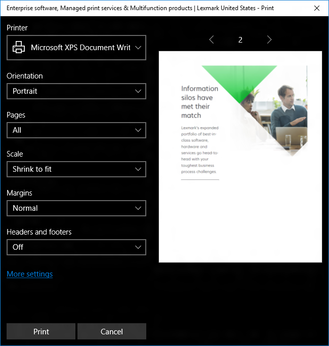 Enterprise software, Managed print services & Multifunction products | Lexmark United States - Print
Printer
Microsoft XPS Document Writ
Orientation
Portrait
Pages
All
Scale
Shrink to fit
Margins
Normal
Headers and footers
Off
More settings
Print
Cancel
2
Information
silos have
met their
match
Lexmark's expanded
portfolio of best-in-
class software,
hardware and
services go head to
head with your
toughest business
process challenges